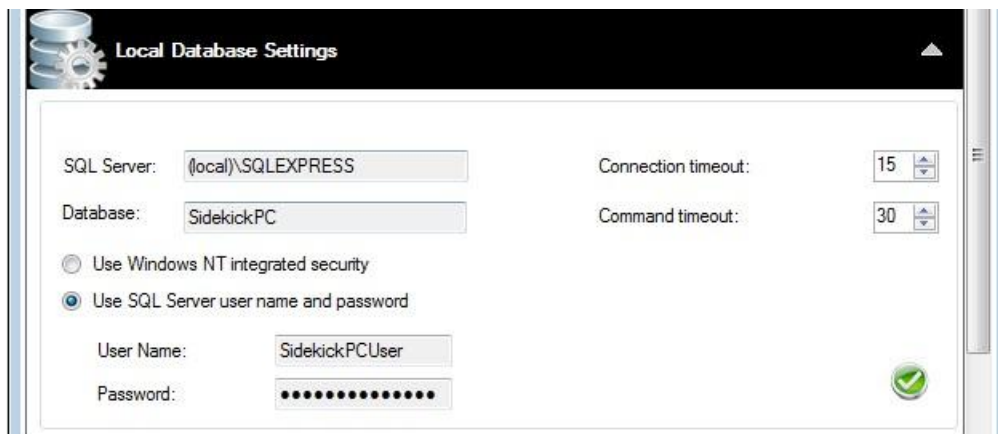 Local Database Settings
SQL Server: (local)\SQLEXPRESS Connection timeout: 15
Database: SidekickPC Command timeout: 30
Use Windows NT integrated security
Use SQL Server user name and password
User Name: SidekickPCUser
Password: ••••••••••••••